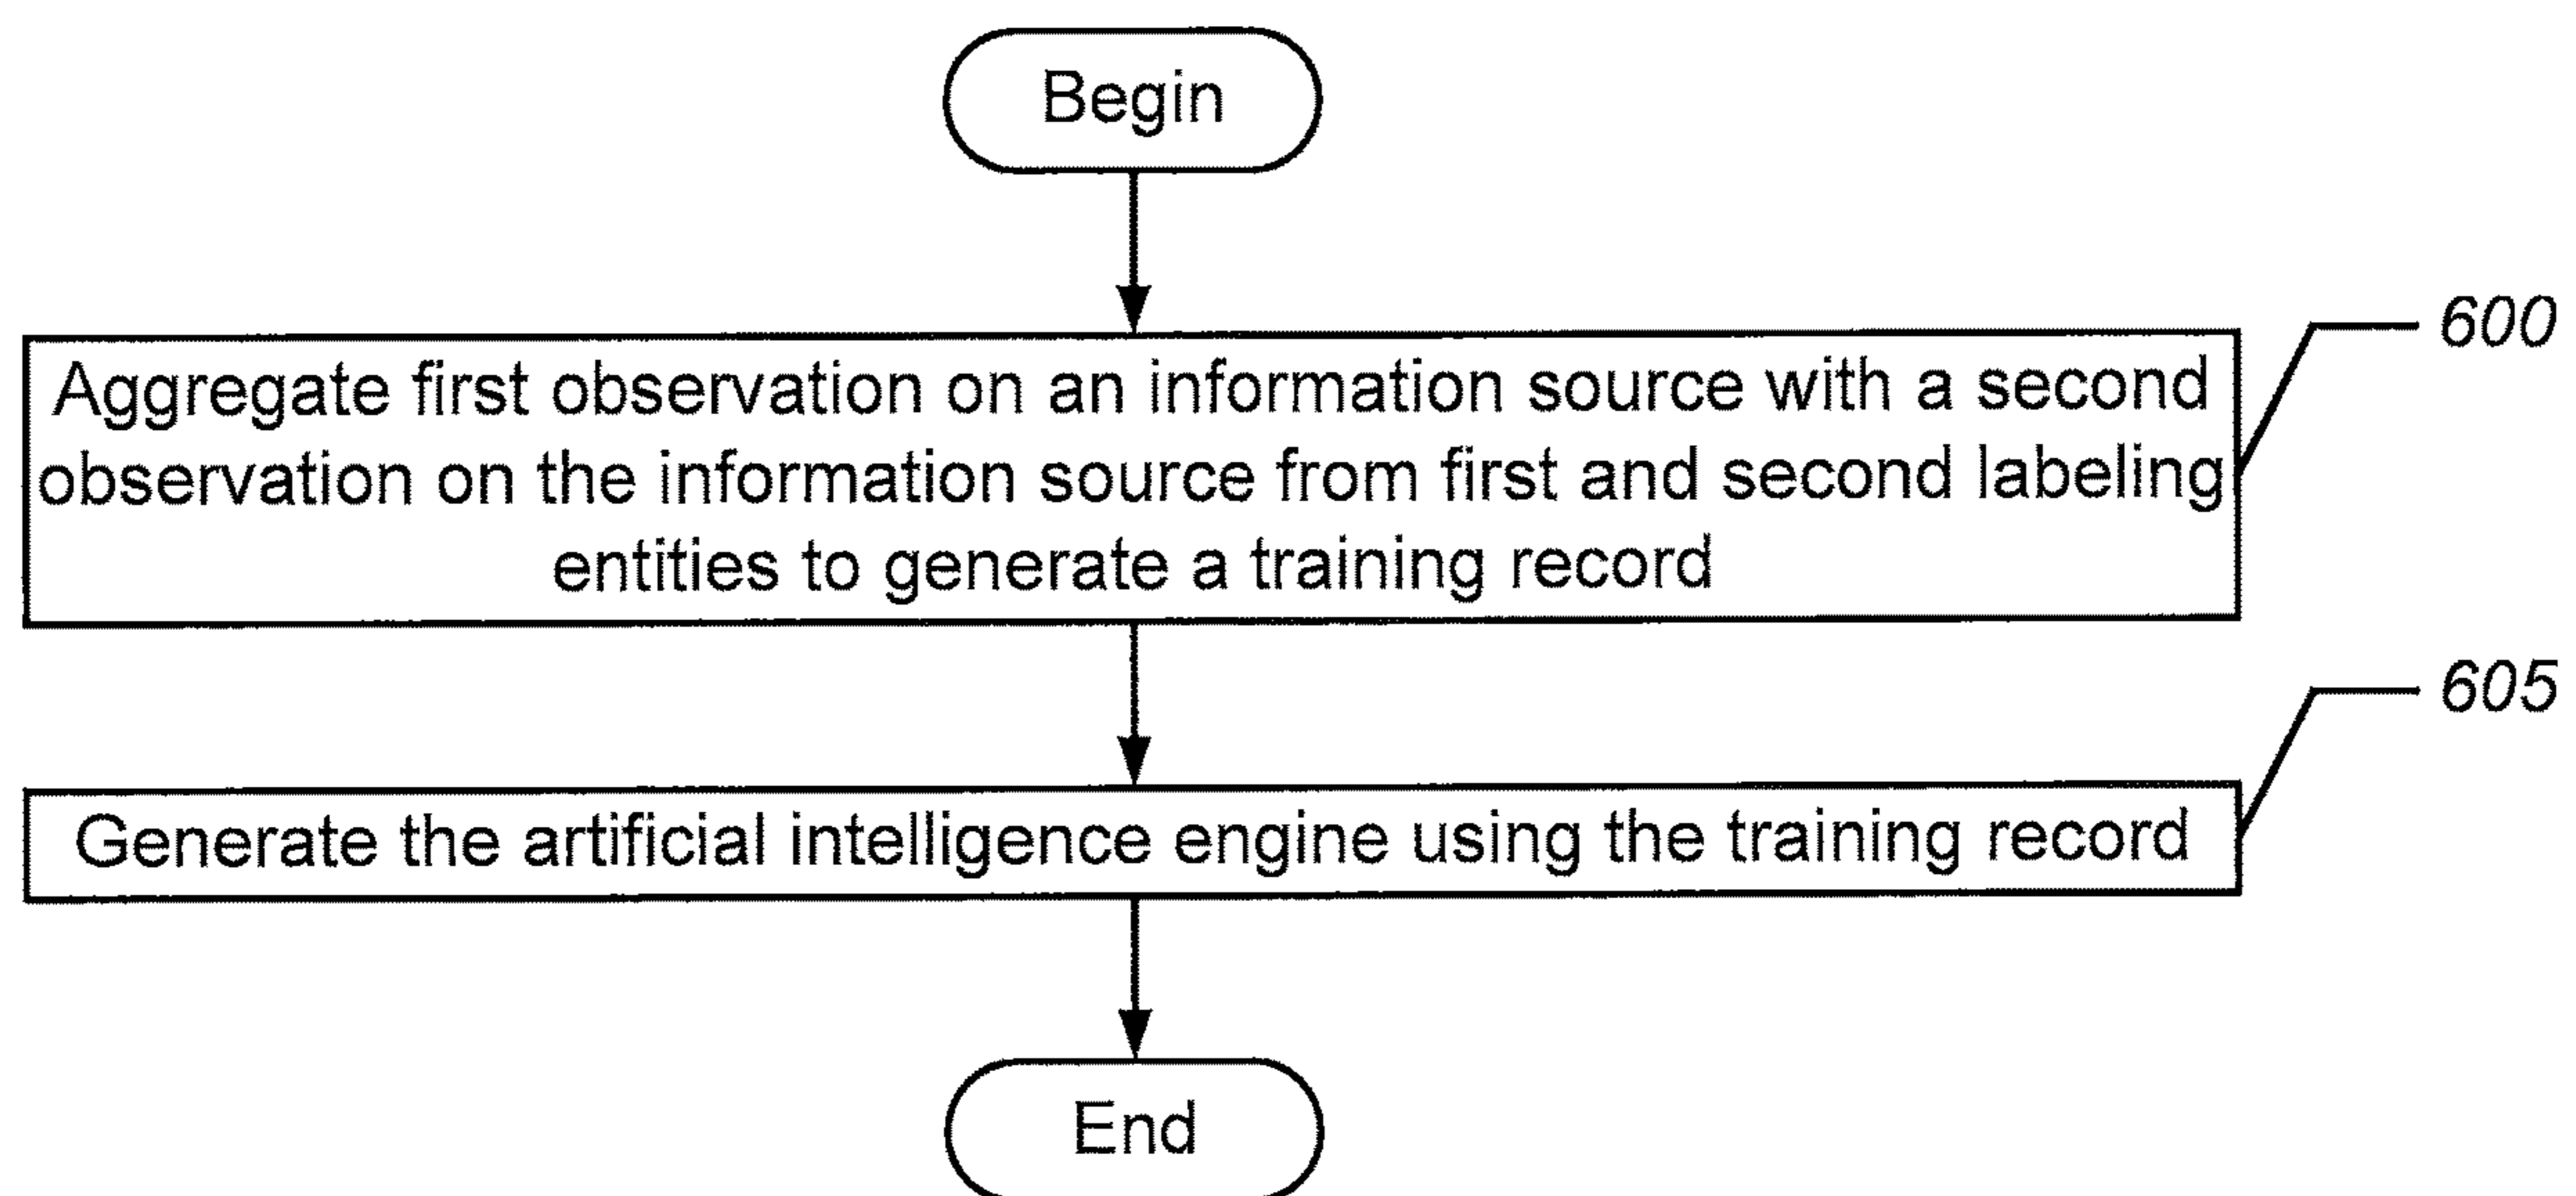 Begin
600
Aggregate first observation on an information source with a second
observation on the information source from first and second labeling
entities to generate a training record
605
Generate the artificial intelligence engine using the training record
End